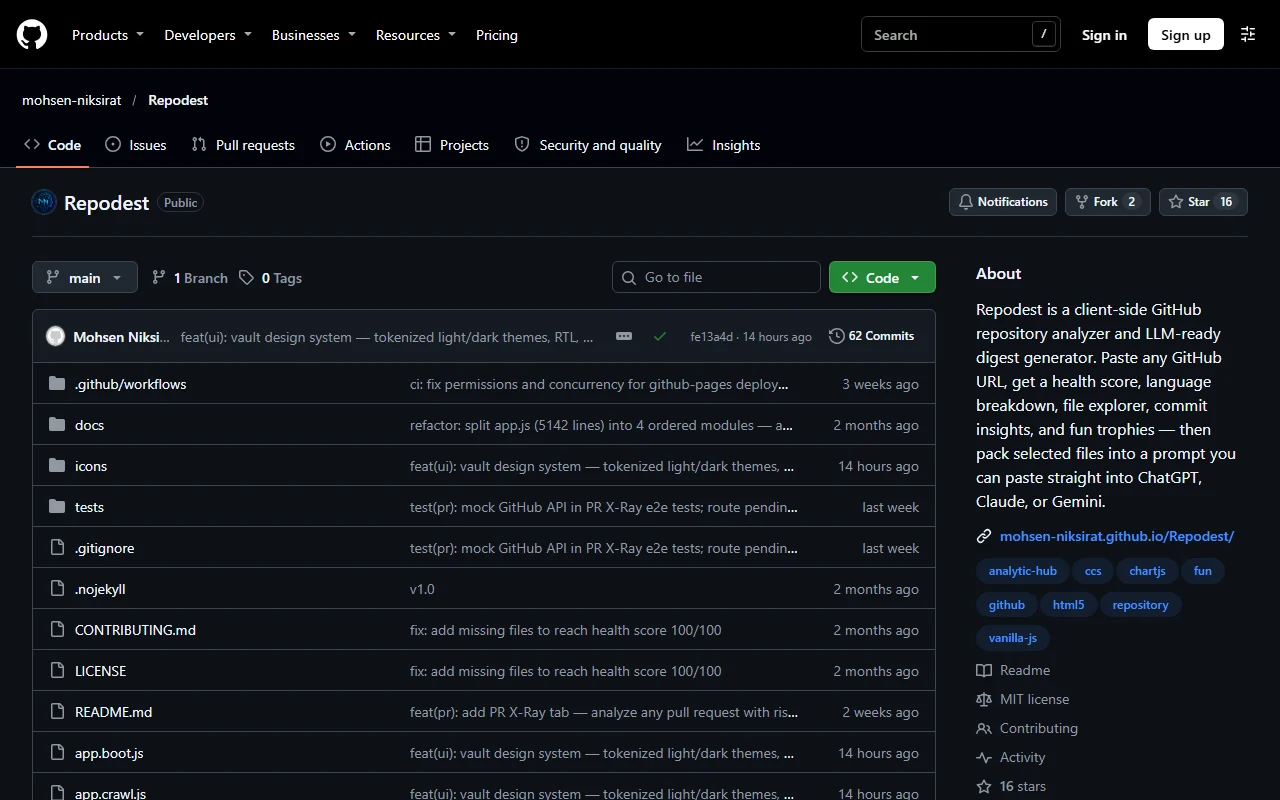 Products Developers Businesses Resources Pricing Search / Sign in Sign up
mohsen-niksirat / Repodest
Code Issues Pull requests Actions Projects Security and quality Insights
Repodest Public Notifications Fork 2 Star 16
main 1 Branch 0 Tags Go to file Code
Mohsen Niksi... feat(ui): vault design system — tokenized light/dark themes, RTL, ... fe13a4d · 14 hours ago 62 Commits
.github/workflows ci: fix permissions and concurrency for github-pages deploy... 3 weeks ago
docs refactor: split app.js (5142 lines) into 4 ordered modules — a... 2 months ago
icons feat(ui): vault design system — tokenized light/dark themes, ... 14 hours ago
tests test(pr): mock GitHub API in PR X-Ray e2e tests; route pendin... last week
.gitignore test(pr): mock GitHub API in PR X-Ray e2e tests; route pendin... last week
.nojekyll v1.0 2 months ago
CONTRIBUTING.md fix: add missing files to reach health score 100/100 2 months ago
LICENSE fix: add missing files to reach health score 100/100 2 months ago
README.md feat(pr): add PR X-Ray tab — analyze any pull request with ris... 2 weeks ago
app.boot.js feat(ui): vault design system — tokenized light/dark themes, ... 14 hours ago
app.crawl.js feat(ui): vault design system — tokenized light/dark themes, ... 14 hours ago
About
Repodest is a client-side GitHub
repository analyzer and LLM-ready
digest generator. Paste any GitHub
URL, get a health score, language
breakdown, file explorer, commit
insights, and fun trophies — then
pack selected files into a prompt you
can paste straight into ChatGPT,
Claude, or Gemini.
mohsen-niksirat.github.io/Repodest/
analytic-hub ccs chartjs fun
github html5 repository
vanilla-js
Readme
MIT license
Contributing
Activity
16 stars